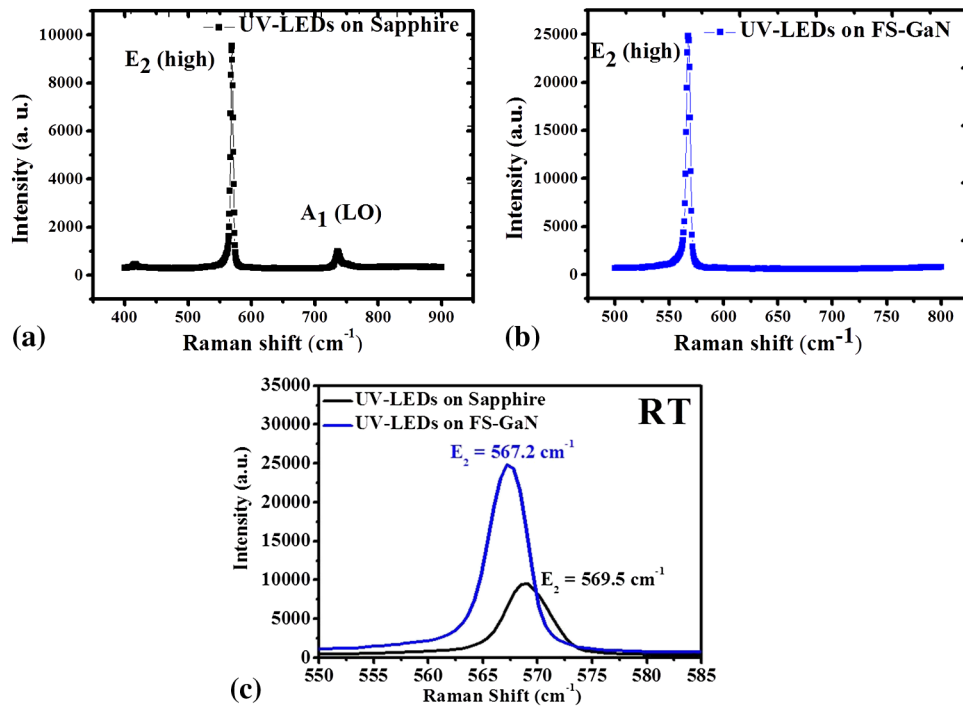 UV-LEDs on Sapphire
E2 (high)
A1 (LO)
10000
8000
6000
4000
2000
0
Intensity (a. u.)
400 500 600 700 800 900
Raman shift (cm-1)
(a)
UV-LEDs on FS-GaN
E2 (high)
25000
20000
15000
10000
5000
0
Intensity (a.u.)
500 550 600 650 700 750 800
Raman shift (cm-1)
(b)
UV-LEDs on Sapphire
UV-LEDs on FS-GaN
RT
E2 = 567.2 cm-1
E2 = 569.5 cm-1
35000
30000
25000
20000
15000
10000
5000
0
Intensity (a.u.)
550 555 560 565 570 575 580 585
Raman Shift (cm-1)
(c)